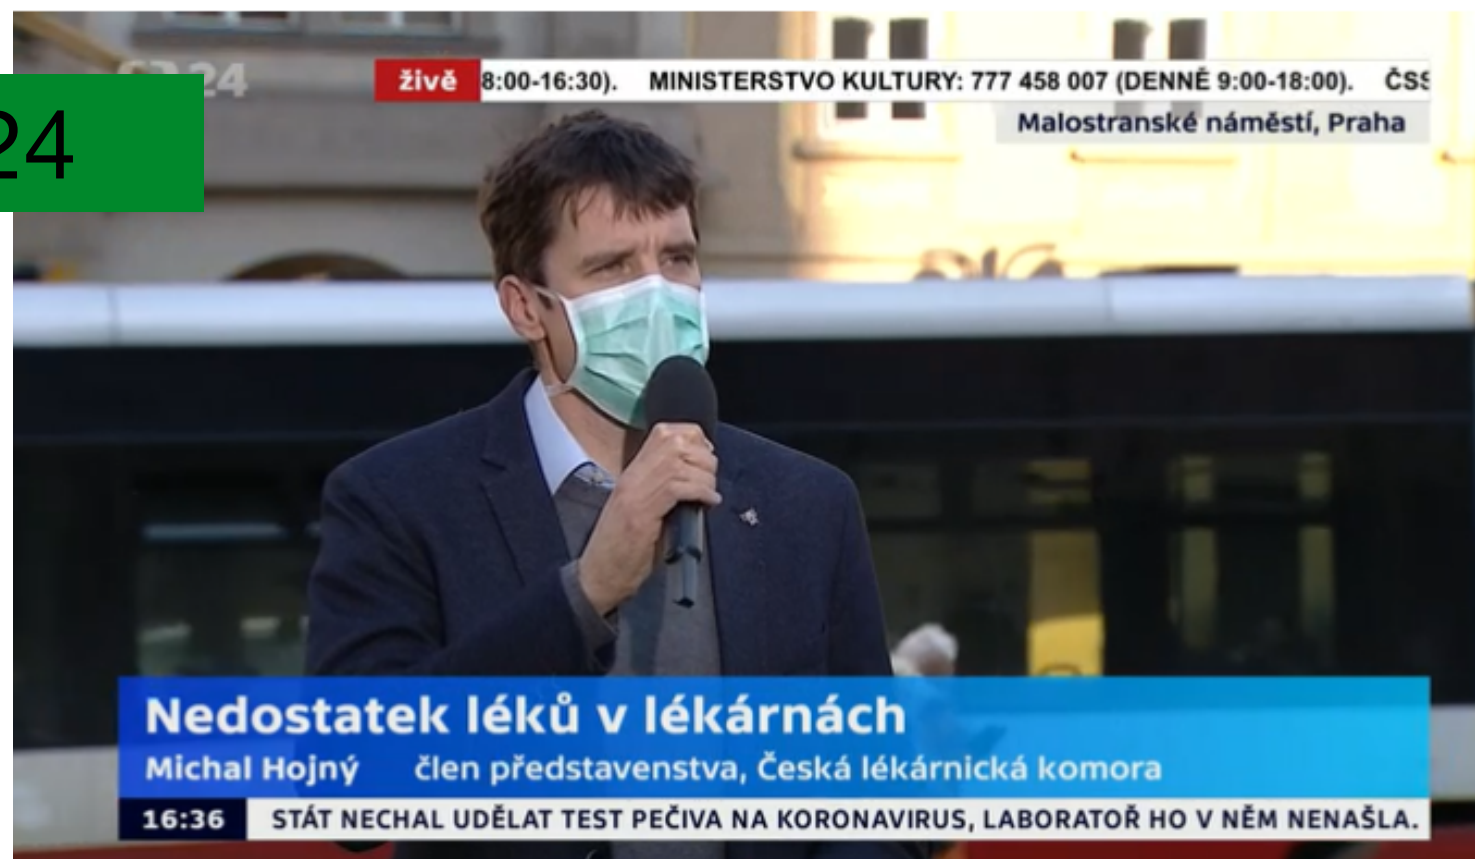 24
24
živě 8:00-16:30). MINISTERSTVO KULTURY: 777 458 007 (DENNĚ 9:00-18:00). ČSS
Malostranské náměstí, Praha
Nedostatek léků v lékárnách
Michal Hojný člen představenstva, Česká lékárnická komora
16:36 STÁT NECHAL UDĚLAT TEST PEČIVA NA KORONAVIRUS, LABORATOŘ HO V NĚM NENAŠLA.